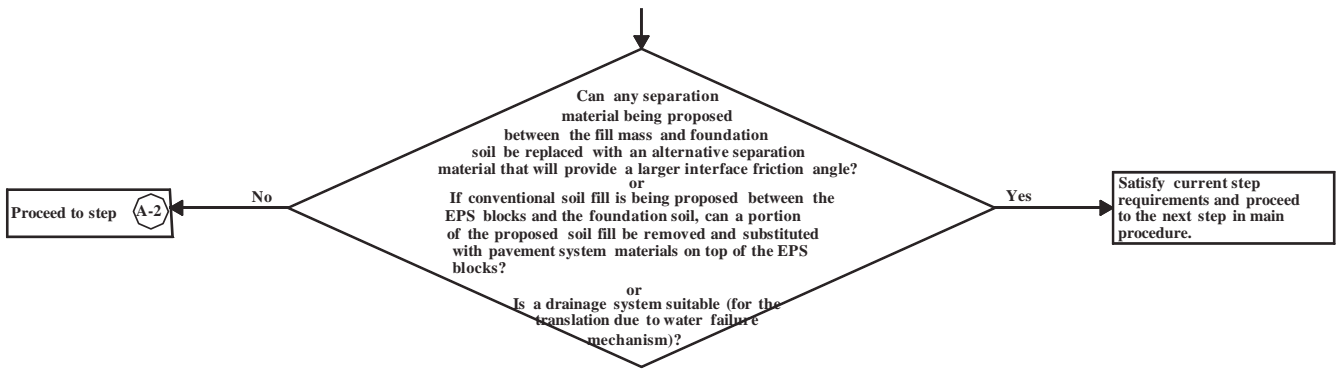 Can any separation
material being proposed
between the fill mass and foundation
soil be replaced with an alternative separation
material that will provide a larger interface friction angle?
or
If conventional soil fill is being proposed between the
EPS blocks and the foundation soil, can a portion
of the proposed soil fill be removed and substituted
with pavement system materials on top of the EPS
blocks?
or
Is a drainage system suitable (for the
translation due to water failure
mechanism)?
No
Proceed to step A-2
Yes
Satisfy current step
requirements and proceed
to the next step in main
procedure.